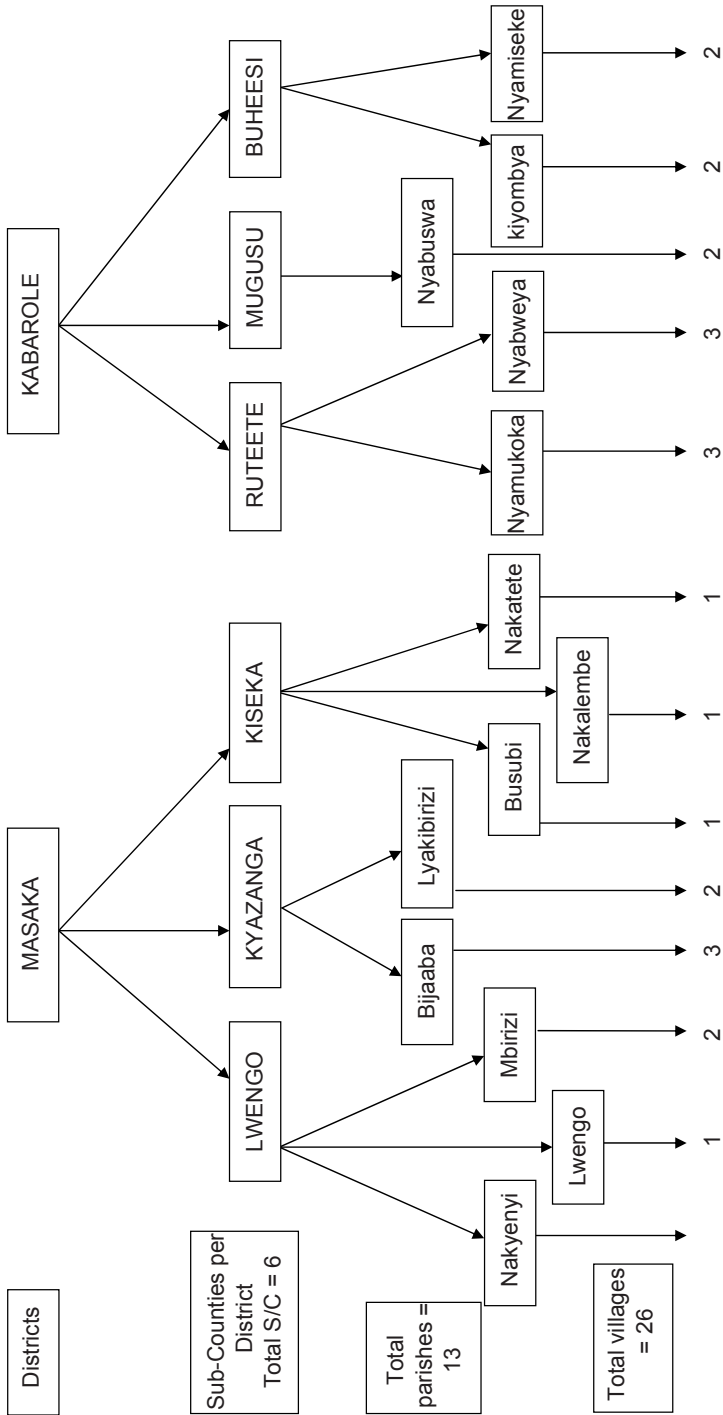 Districts
MASAKA
KABAROLE
Sub-Counties per
District
Total S/C = 6
LWENGO
KYAZANGA
KISEKA
RUTEETE
MUGUSU
BUHEESI
Total
parishes =
13
Bijaaba
Lyakibirizi
Nyabuswa
Nakyenyi
Mbirizi
Busubi
Nakatete
Nyamukoka
Nyabweya
kiyombya
Nyamiseke
Lwengo
Nakalembe
Total villages
= 26
1
2
3
2
1
1
1
3
3
2
2
2